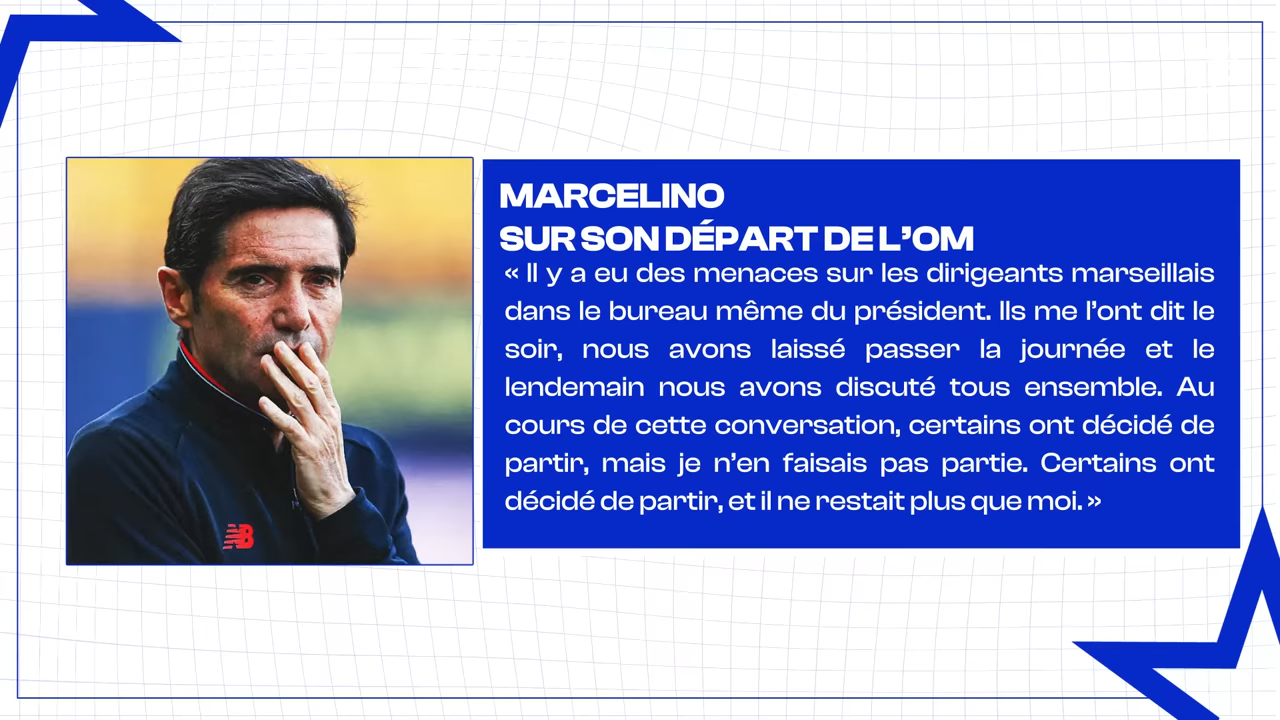 MARCELINO
SUR SON DÉPART DE L’OM
« Il y a eu des menaces sur les dirigeants marseillais
dans le bureau même du président. Ils me l’ont dit le
soir, nous avons laissé passer la journée et le
lendemain nous avons discuté tous ensemble. Au
cours de cette conversation, certains ont décidé de
partir, mais je n’en faisais pas partie. Certains ont
décidé de partir, et il ne restait plus que moi. »
NB